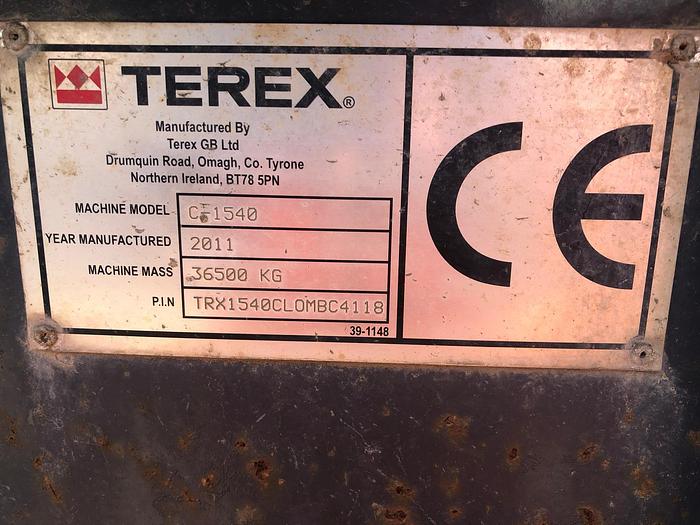 TEREX®
Manufactured By
Terex GB Ltd
Drumquin Road, Omagh, Co. Tyrone
Northern Ireland, BT78 5PN
MACHINE MODEL
YEAR MANUFACTURED 2011
MACHINE MASS 36500 KG
P.I.N TRX1540CLOMBC4118
39-1148
CE